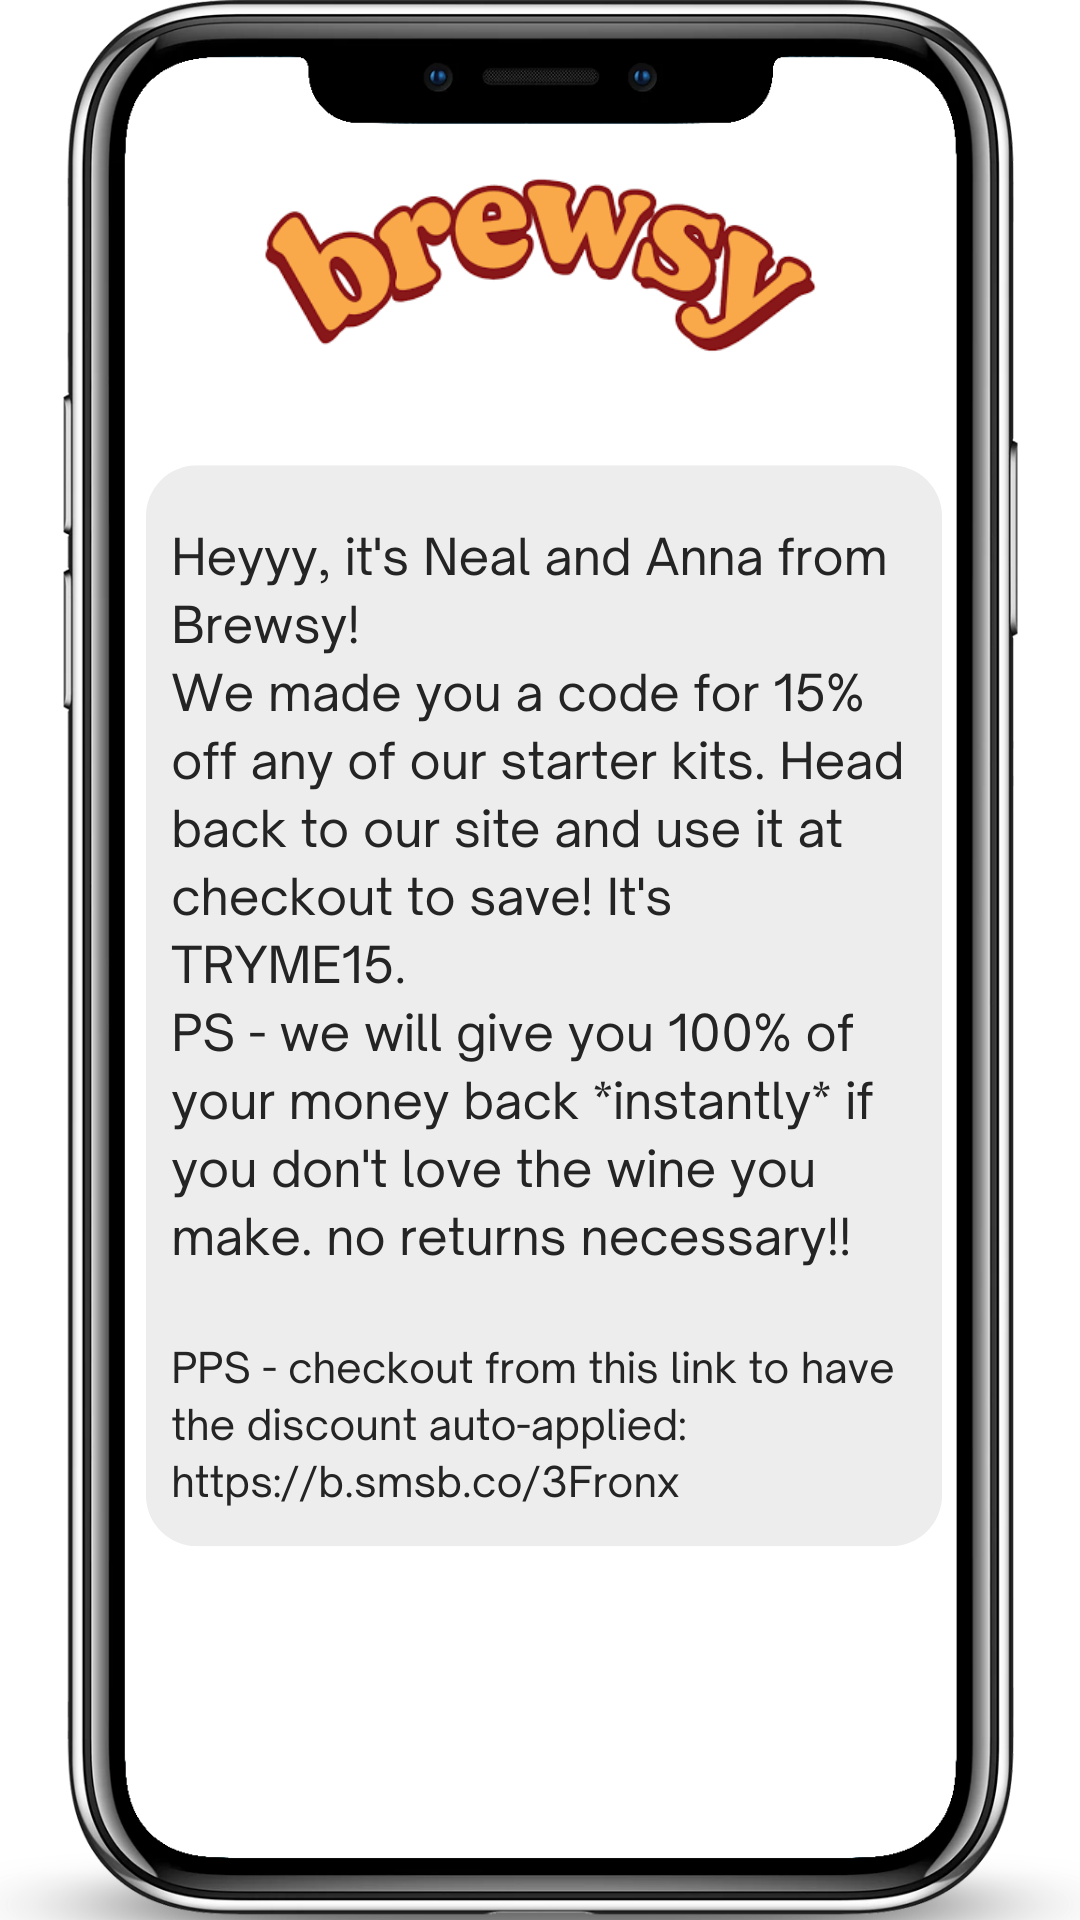 brewsy
Heyyy, it's Neal and Anna from
Brewsy!
We made you a code for 15%
off any of our starter kits. Head
back to our site and use it at
checkout to save! It's
TRYME15.
PS - we will give you 100% of
your money back *instantly* if
you don't love the wine you
make. no returns necessary!!
PPS - checkout from this link to have
the discount auto-applied:
https://b.smsb.co/3Fronx